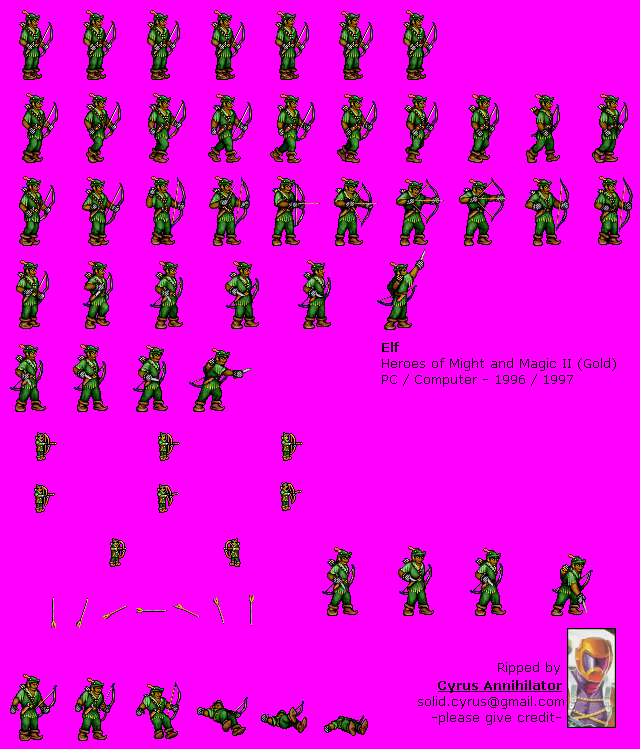 Elf
Heroes of Might and Magic II (Gold)
PC / Computer - 1996 / 1997
Ripped by
Cyrus Annihilator
solid.cyrus@gmail.com
-please give credit-